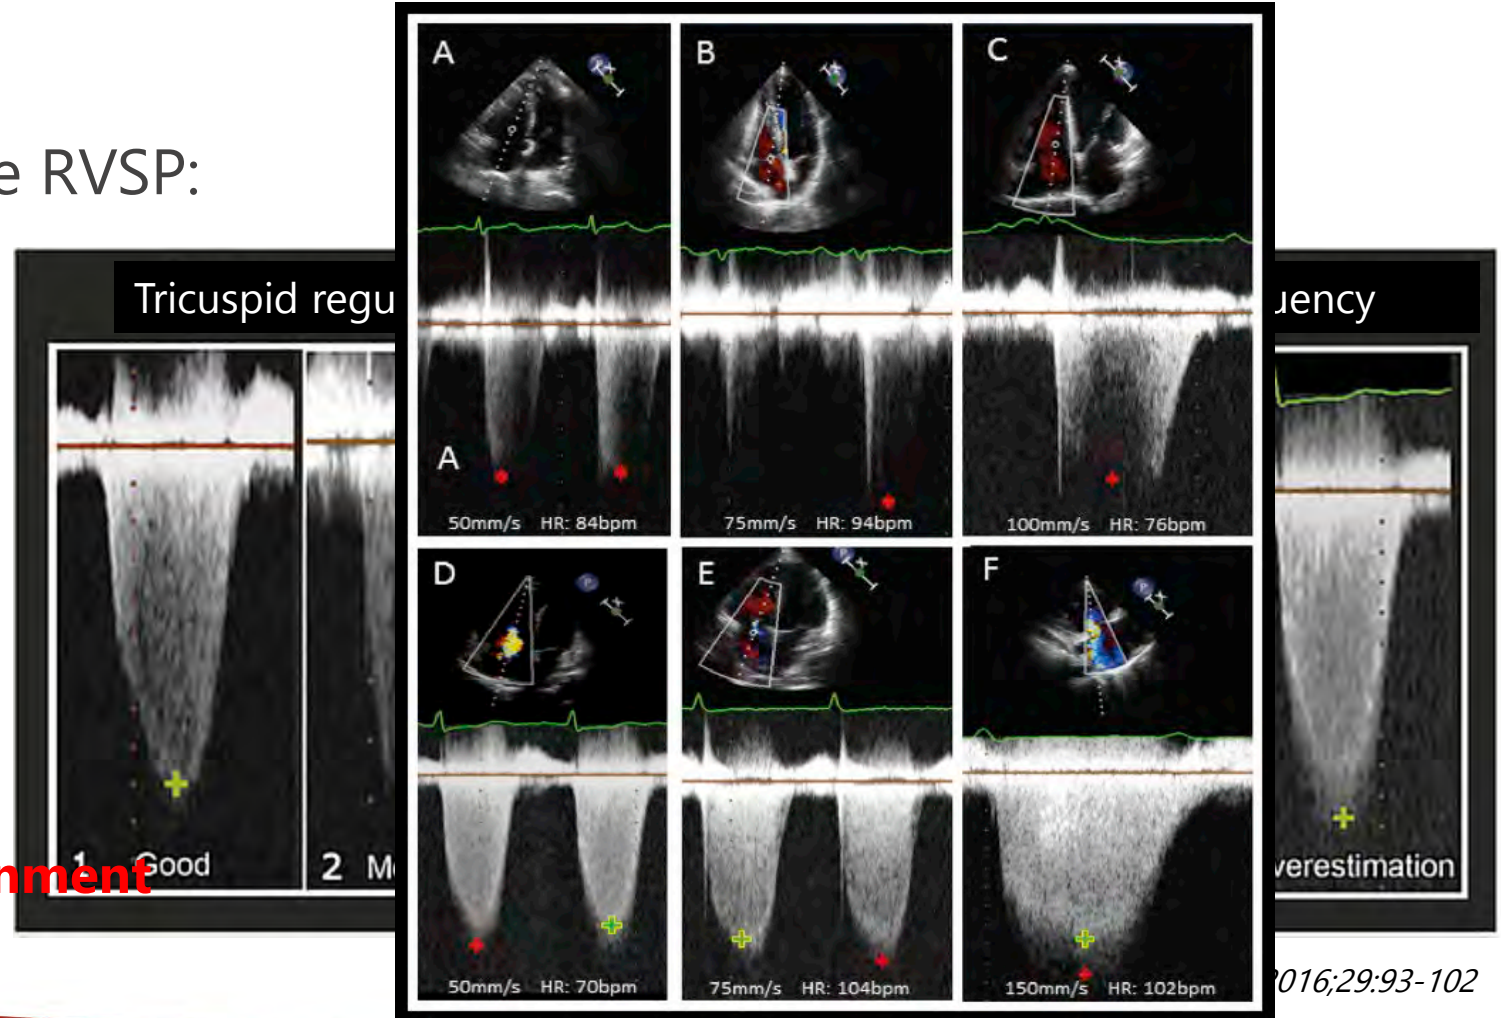 e RVSP:
Tricuspid regu
uency
A
B
C
A
50mm/s HR: 84bpm
75mm/s HR: 94bpm
100mm/s HR: 76bpm
D
E
F
50mm/s HR: 70bpm
75mm/s HR: 104bpm
150mm/s HR: 102bpm
1 Good
2 M
verestimation
nment
2016;29:93-102